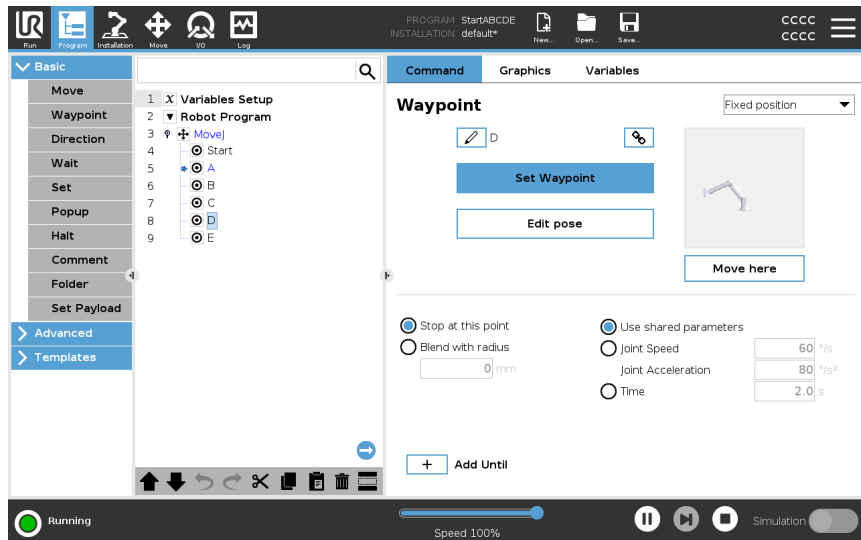 PROGRAM StartABCDE
INSTALLATION default*
UR
Run
Program
Installation
Move
I/O
Log
New...
Open...
Save...
CCCC
CCCC
Basic
Move
Waypoint
Direction
Wait
Set
Popup
Halt
Comment
Folder
Set Payload
Advanced
Templates
1 X Variables Setup
2 Robot Program
3 MoveJ
4 Start
5 A
6 B
7 C
8 D
9 E
Command Graphics Variables
Waypoint
Fixed position
D
Set Waypoint
Edit pose
Move here
Stop at this point
Blend with radius
0 mm
Use shared parameters
Joint Speed 60 °/s
Joint Acceleration 80 °/s²
Time 2.0 s
+ Add Until
Running
Speed 100%
Simulation